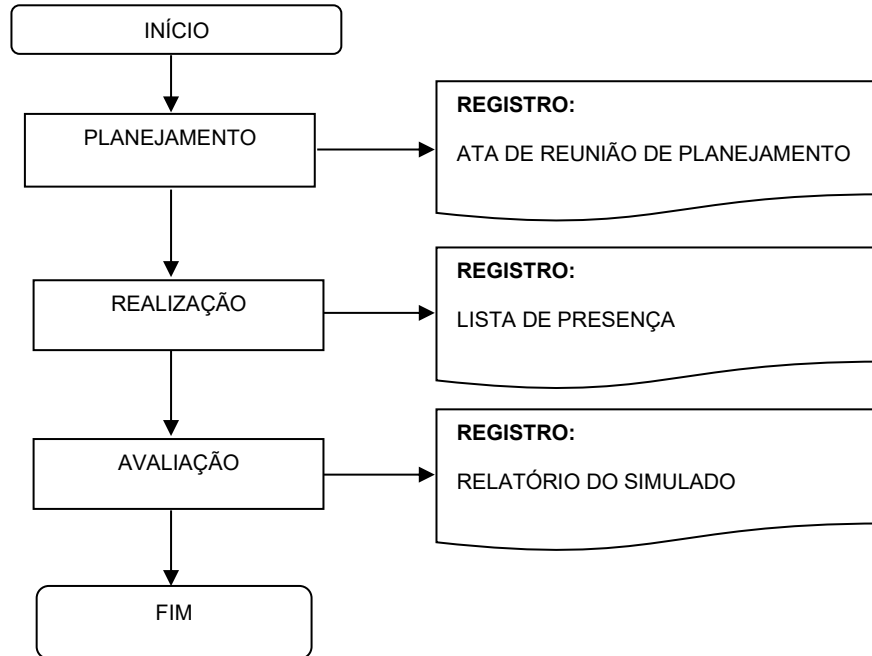 INÍCIO
PLANEJAMENTO
REGISTRO:
ATA DE REUNIÃO DE PLANEJAMENTO
REALIZAÇÃO
REGISTRO:
LISTA DE PRESENÇA
AVALIAÇÃO
REGISTRO:
RELATÓRIO DO SIMULADO
FIM